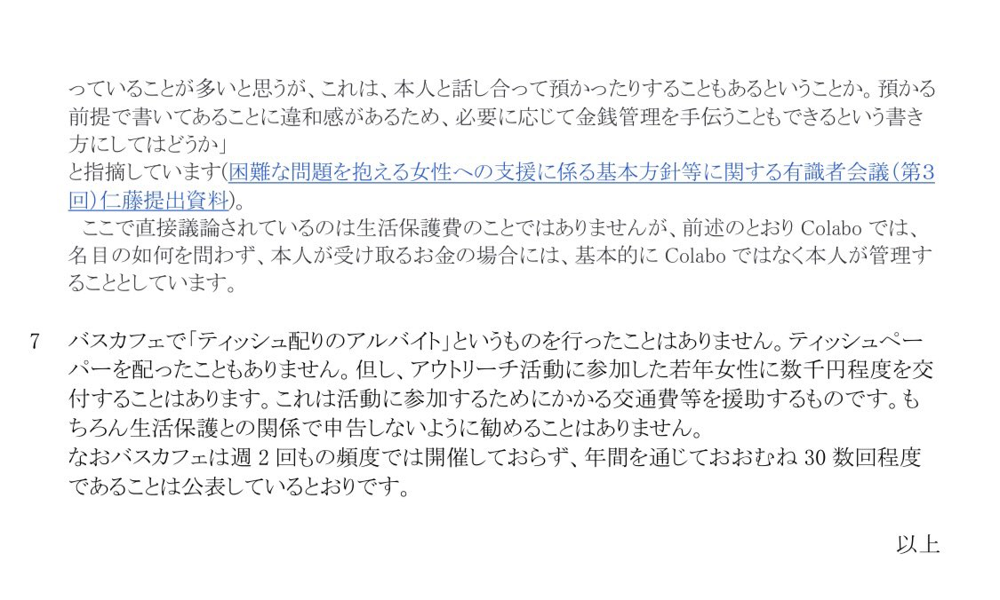 っていることが多いと思うが、これは、本人と話し合って預かったりすることもあるということか。預かる
前提で書いてあることに違和感があるため、必要に応じて金銭管理を手伝うこともできるという書き
方にしてはどうか」
と指摘しています(困難な問題を抱える女性への支援に係る基本方針等に関する有識者会議（第３
回）仁藤提出資料)。
　ここで直接議論されているのは生活保護費のことではありませんが、前述のとおり Colabo では、
名目の如何を問わず、本人が受け取るお金の場合には、基本的に Colabo ではなく本人が管理す
ることとしています。
7　バスカフェで「ティッシュ配りのアルバイト」というものを行ったことはありません。ティッシュペー
パーを配ったこともありません。但し、アウトリーチ活動に参加した若年女性に数千円程度を交
付することはあります。これは活動に参加するためにかかる交通費等を援助するものです。も
ちろん生活保護との関係で申告しないように勧めることはありません。
なおバスカフェは週 2 回もの頻度では開催しておらず、年間を通じておおむね 30 数回程度
であることは公表しているとおりです。
以上